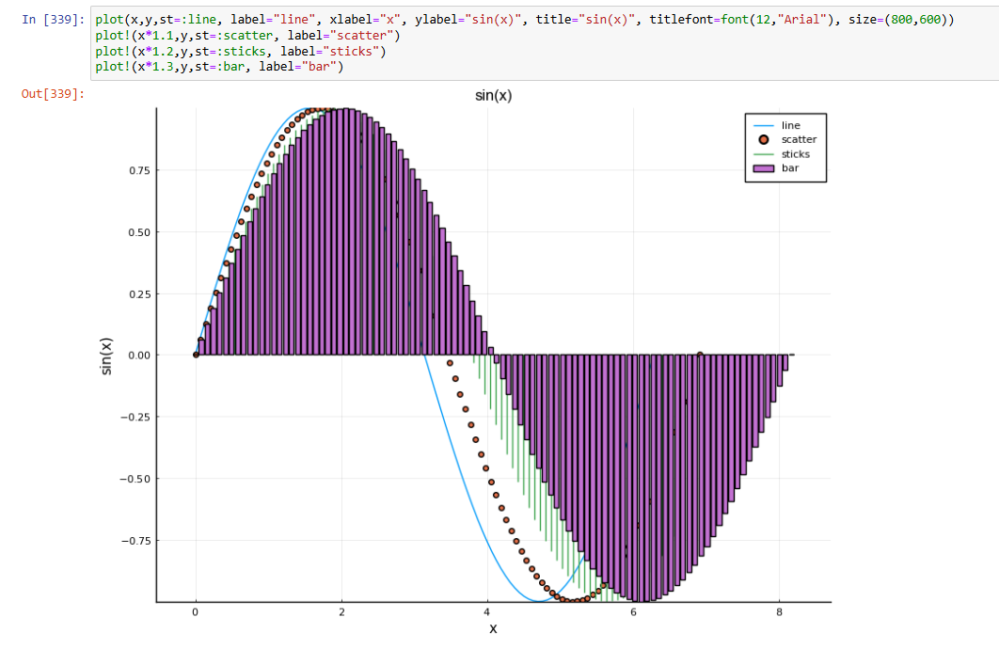 In [339]: plot(x,y,st=:line, label="line", xlabel="x", ylabel="sin(x)", title="sin(x)", titlefont=font(12,"Arial"), size=(800,600))
plot!(x*1.1,y,st=:scatter, label="scatter")
plot!(x*1.2,y,st=:sticks, label="sticks")
plot!(x*1.3,y,st=:bar, label="bar")
Out[339]:
sin(x)
line
scatter
sticks
bar
0.75
0.50
0.25
0.00
−0.25
−0.50
−0.75
sin(x)
0 2 4 6 8
x